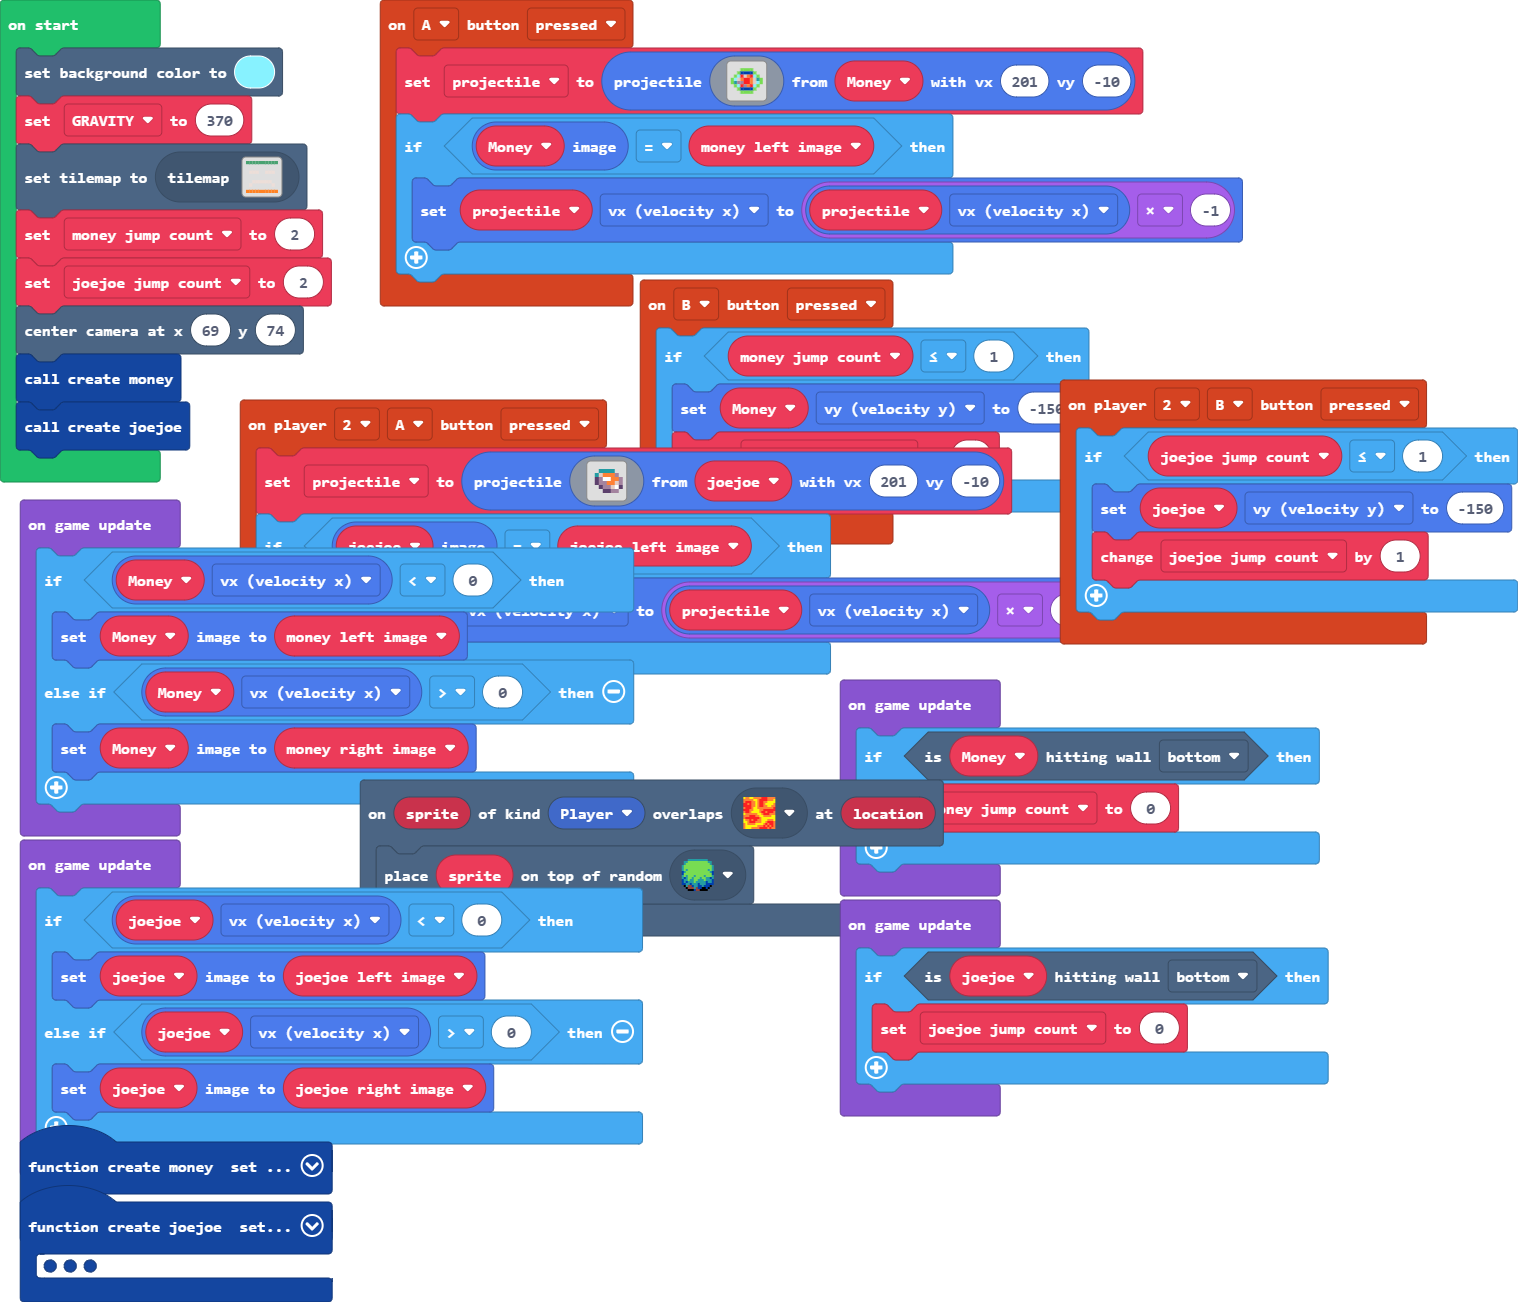 on start
set background color to
set GRAVITY to 370
set tilemap to tilemap
set money jump count to 2
set joejoe jump count to 2
center camera at x 69 y 74
call create money
call create joejoe
on A button pressed
set projectile to projectile from Money with vx 201 vy -10
if Money image = money left image then
set projectile vx (velocity x) to projectile vx (velocity x) × -1
on B button pressed
if money jump count ≤ 1 then
set Money vy (velocity y) to -150
on player 2 A button pressed
set projectile to projectile from joejoe with vx 201 vy -10
if joejoe image = joejoe left image then
vx (velocity x) to projectile vx (velocity x) ×
on player 2 B button pressed
if joejoe jump count ≤ 1 then
set joejoe vy (velocity y) to -150
change joejoe jump count by 1
on game update
if Money vx (velocity x) < 0 then
set Money image to money left image
else if Money vx (velocity x) > 0 then
set Money image to money right image
on game update
if is Money hitting wall bottom then
money jump count to 0
on sprite of kind Player overlaps at location
place sprite on top of random
on game update
if joejoe vx (velocity x) < 0 then
set joejoe image to joejoe left image
else if joejoe vx (velocity x) > 0 then
set joejoe image to joejoe right image
on game update
if is joejoe hitting wall bottom then
set joejoe jump count to 0
function create money set ...
function create joejoe set...